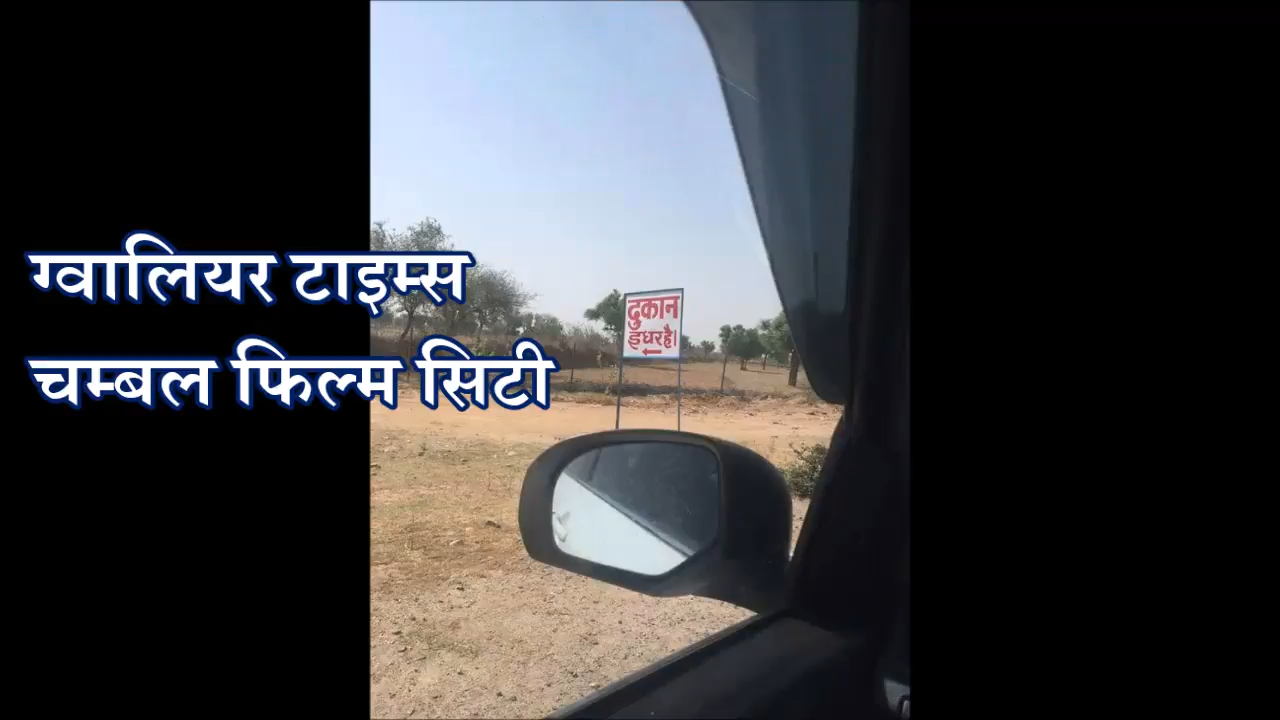 ग्वालियर टाइम्स
चम्बल फिल्म सिटी
दुकान
इधर है।